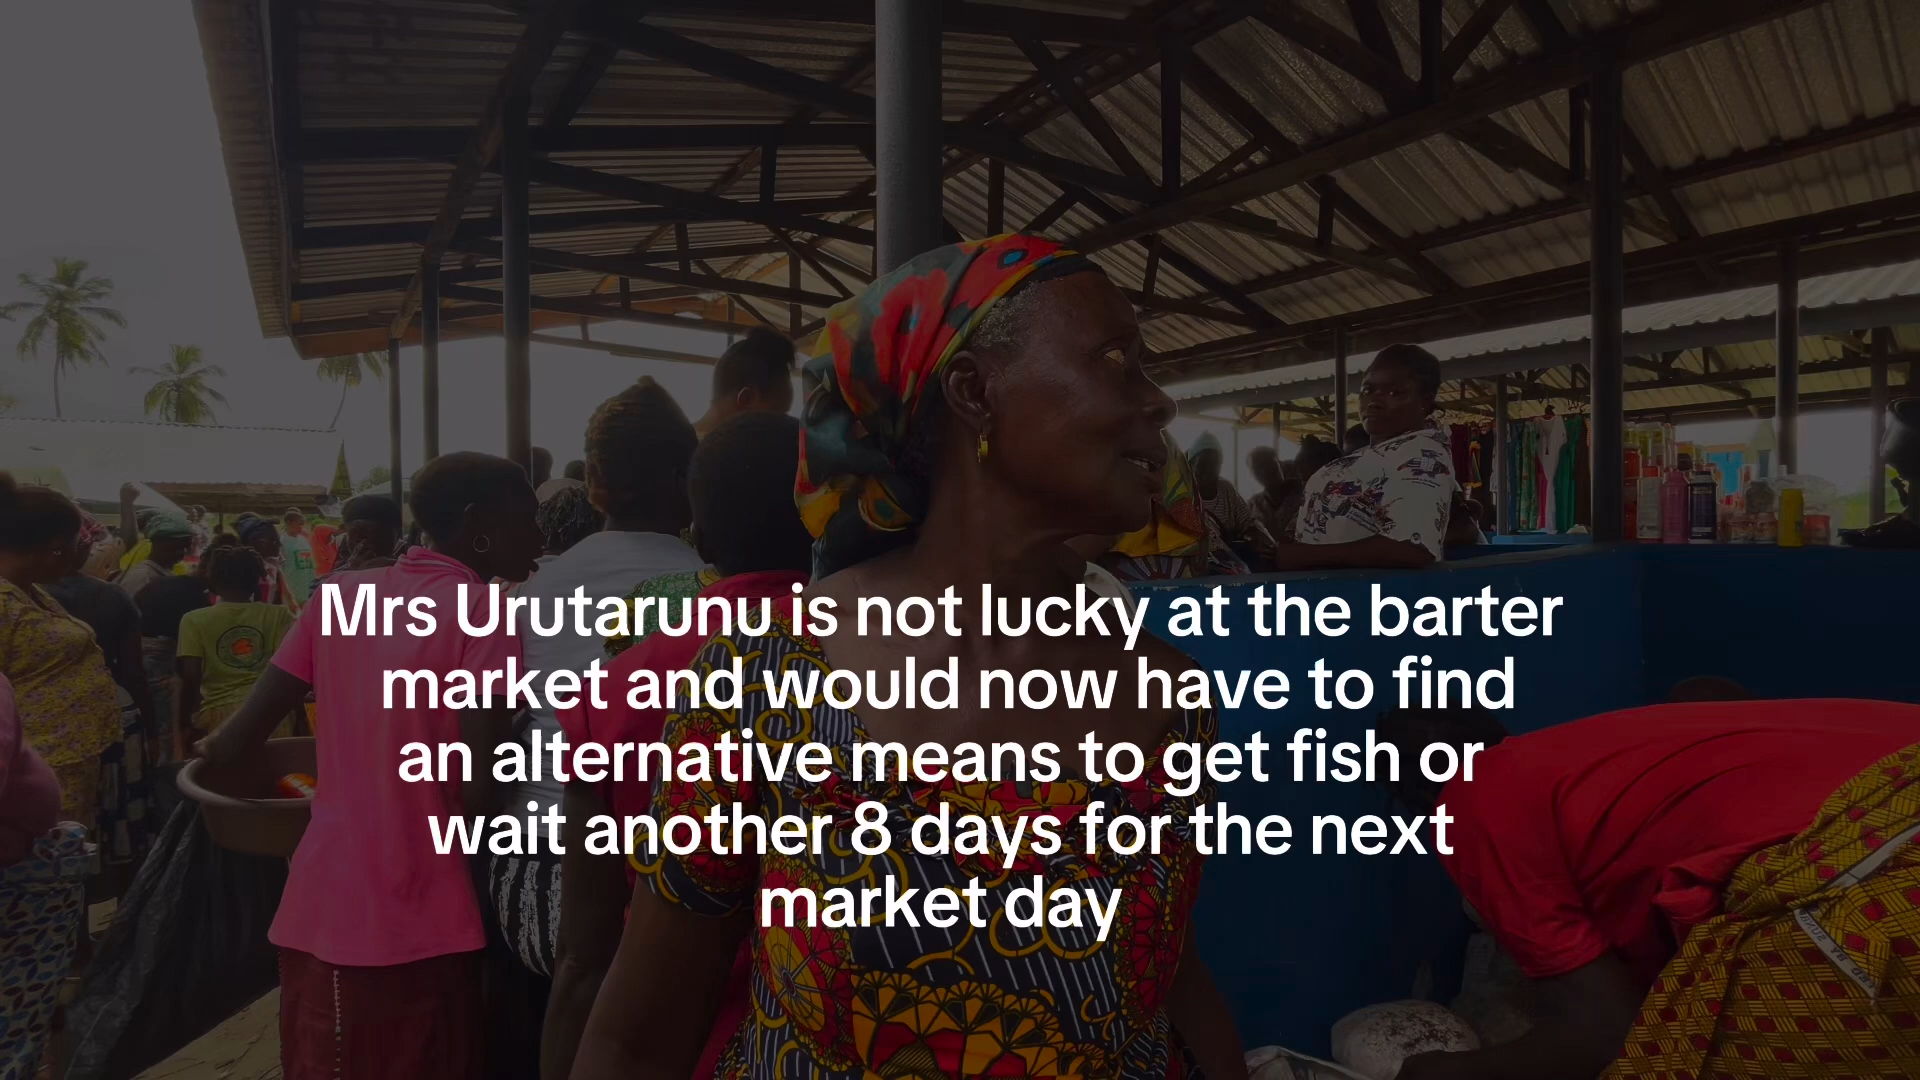 Mrs Urutarunu is not lucky at the barter
market and would now have to find
an alternative means to get fish or
wait another 8 days for the next
market day